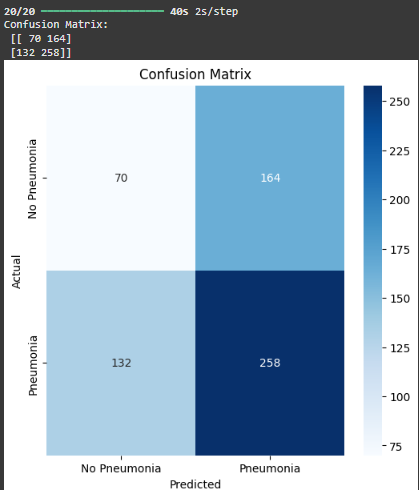 20/20 ━━━━━━━━━━━━━━━━━━━━ 40s 2s/step
Confusion Matrix:
[[ 70 164]
[132 258]]
Confusion Matrix
No Pneumonia
70
164
Actual
Pneumonia
132
258
No Pneumonia
Pneumonia
Predicted
250
225
200
175
150
125
100
75